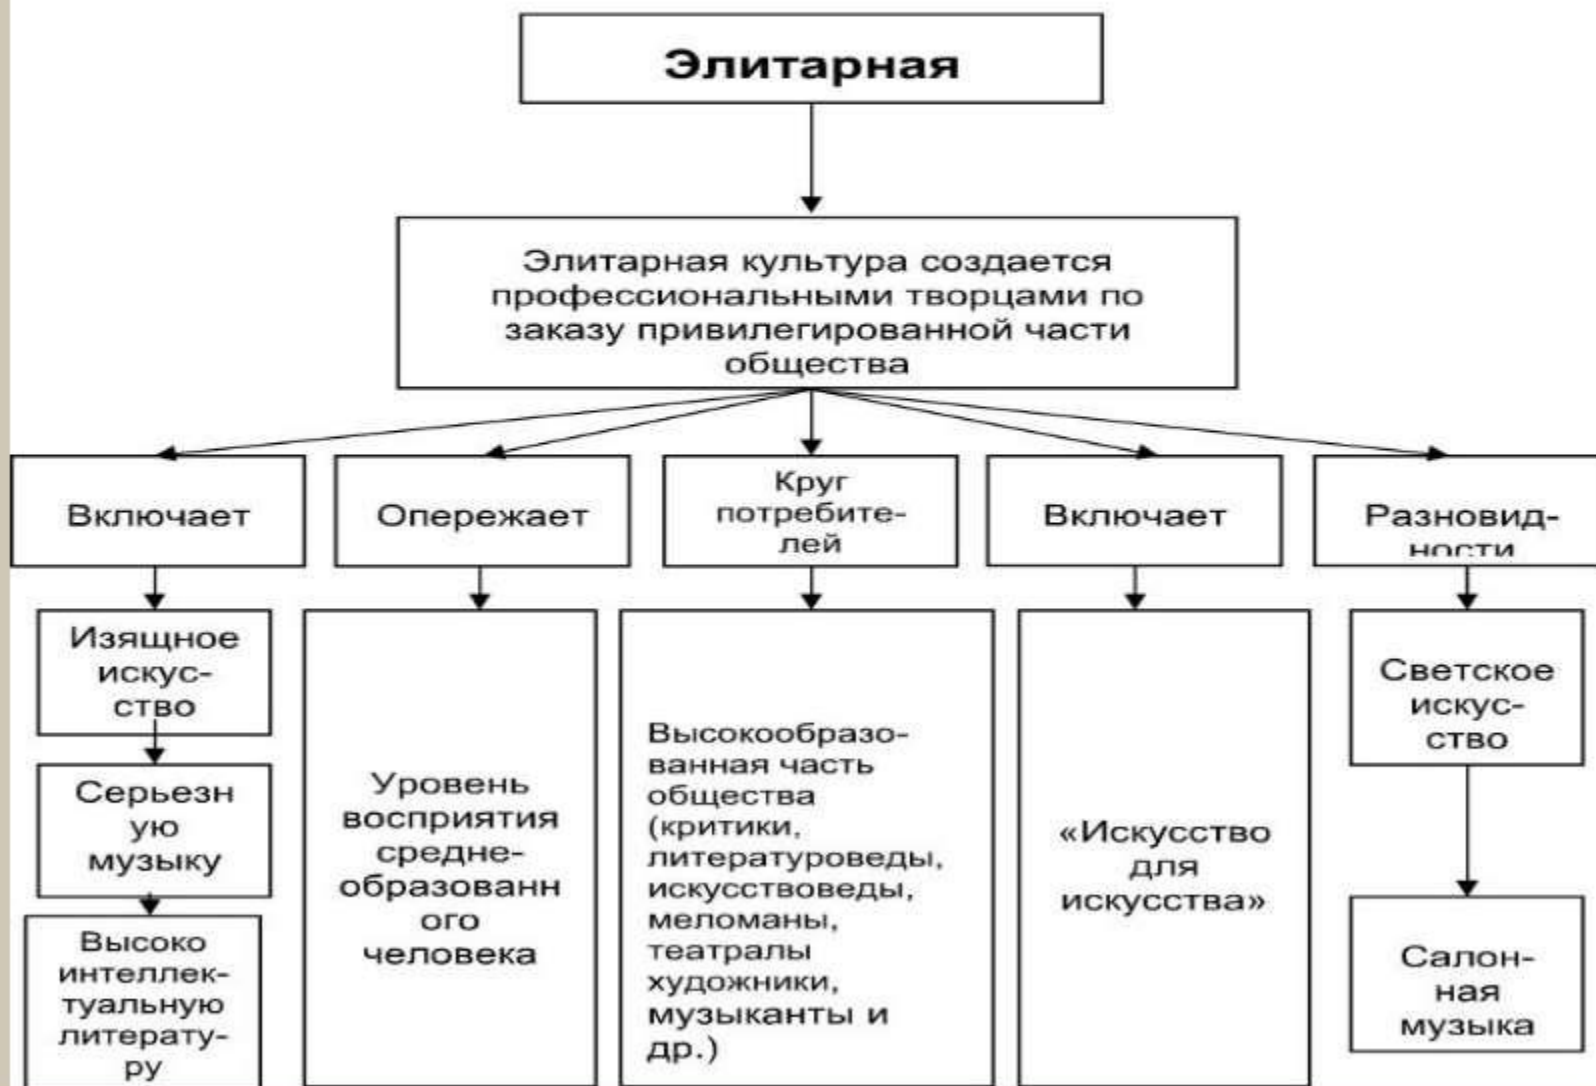 Элитарная
Элитарная культура создается
профессиональными творцами по
заказу привилегированной части
общества
Включает
Опережает
Круг
потребите-
лей
Включает
Разновид-
ности
Изящное
искус-
ство
Серьезн
ую
музыку
Высоко
интеллек-
туальную
литерату-
ру
Уровень
восприятия
средне-
образованн
ого
человека
Высокообразо-
ванная часть
общества
(критики,
литературоведы,
искусствоведы,
меломаны,
театралы
художники,
музыканты и
др.)
«Искусство
для
искусства»
Светское
искус-
ство
Салон-
ная
музыка